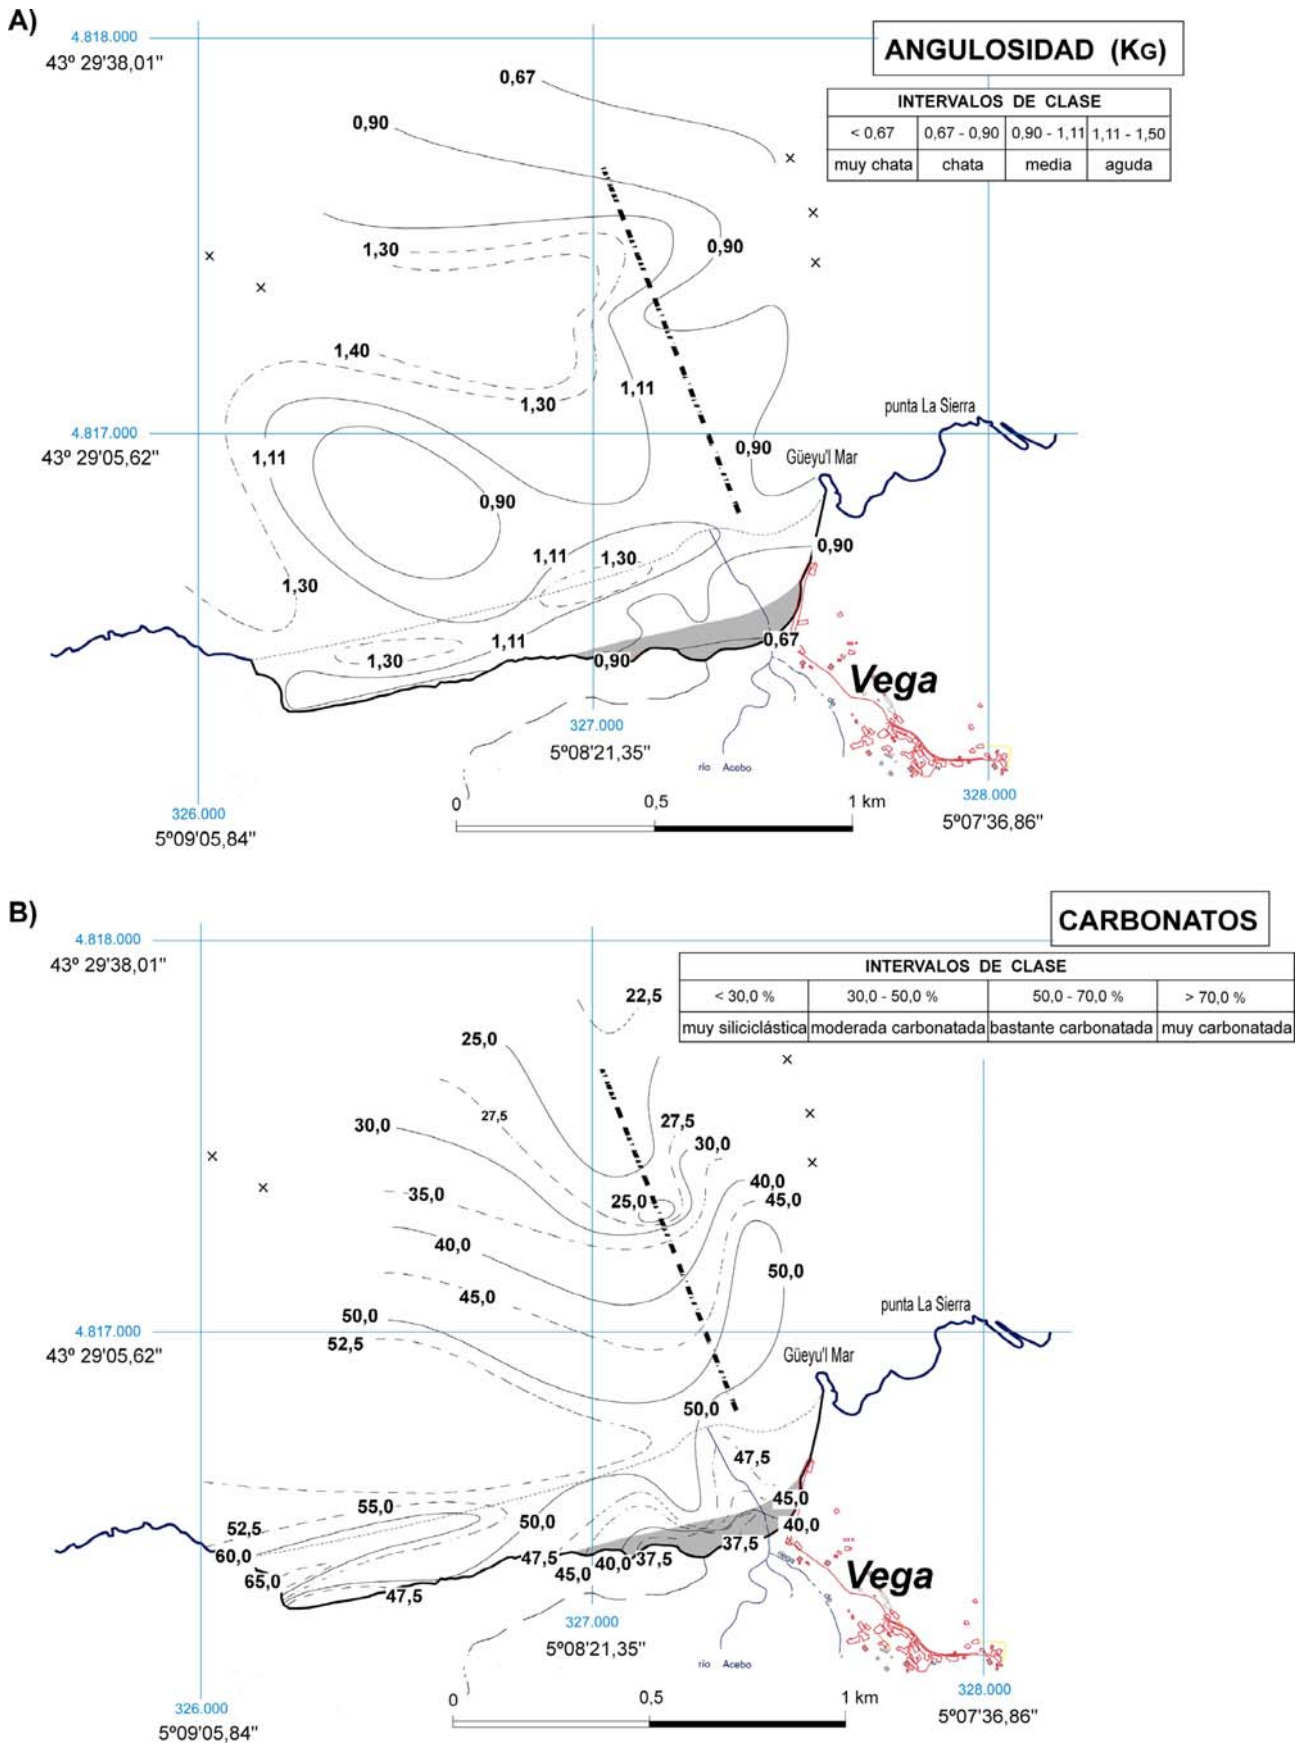 A)
4.818.000
43º 29'38,01"
ANGULOSIDAD (KG)
INTERVALOS DE CLASE
< 0,67 0,67 - 0,90 0,90 - 1,11 1,11 - 1,50
muy chata chata media aguda
0,67
0,90
0,90
1,30
1,40
1,30
1,11
punta La Sierra
4.817.000
43º 29'05,62"
0,90
Güeyu'l Mar
1,11
0,90
0,90
1,11
1,30
1,30
0,67
1,11
1,30
0,90
Vega
de
327.000
5º08'21,35"
río Acebo
0 0,5 1 km
328.000
5º07'36,86"
326.000
5º09'05,84"
B)
CARBONATOS
4.818.000
43º 29'38,01"
INTERVALOS DE CLASE
< 30,0 % 30,0 - 50,0 % 50,0 - 70,0 % > 70,0 %
muy siliciclástica moderada carbonatada bastante carbonatada muy carbonatada
22,5
25,0
27,5
30,0
27,5
30,0
35,0
25,0
40,0
45,0
40,0
50,0
45,0
50,0
52,5
punta La Sierra
4.817.000
43º 29'05,62"
Güeyu'l Mar
50,0
47,5
45,0
55,0
50,0
52,5
40,0
60,0
65,0
47,5
47,5
45,0
40,0
37,5
37,5
Vega
de
327.000
5º08'21,35"
río Acebo
0 0,5 1 km
328.000
5º07'36,86"
326.000
5º09'05,84"